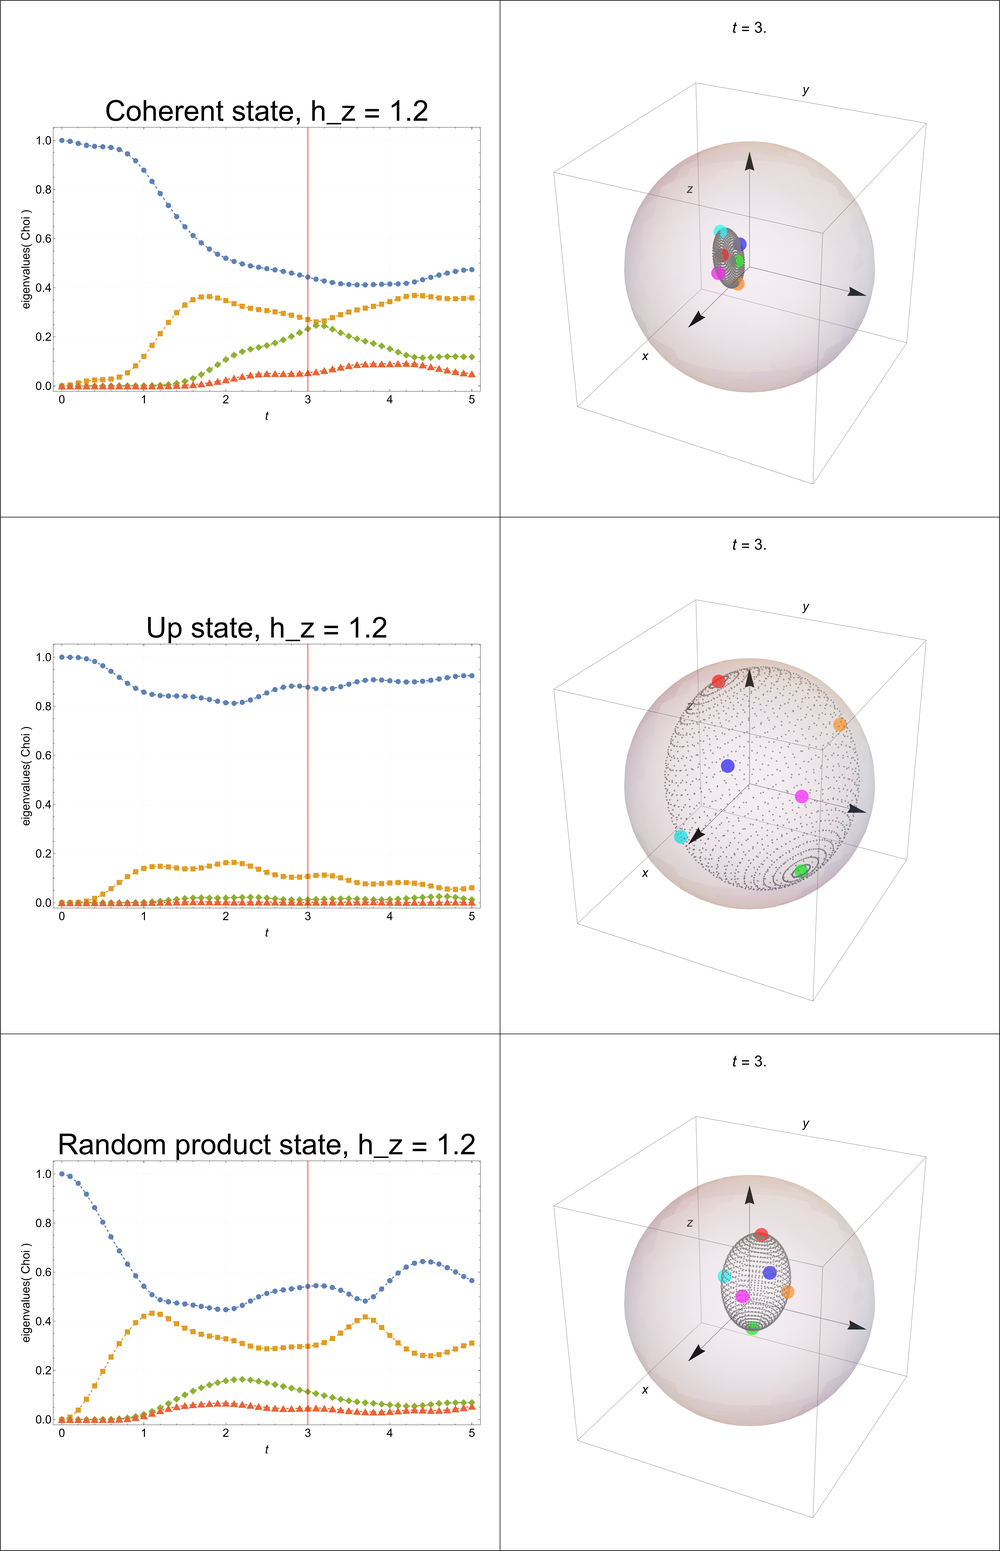 Coherent state, h_z = 1.2
eigenvalues( Choi )
1.0
0.8
0.6
0.4
0.2
0.0
0 1 2 3 4 5
t
t = 3.
y
z
x
Up state, h_z = 1.2
eigenvalues( Choi )
1.0
0.8
0.6
0.4
0.2
0.0
0 1 2 3 4 5
t
t = 3.
y
z
x
Random product state, h_z = 1.2
eigenvalues( Choi )
1.0
0.8
0.6
0.4
0.2
0.0
0 1 2 3 4 5
t
t = 3.
y
z
x